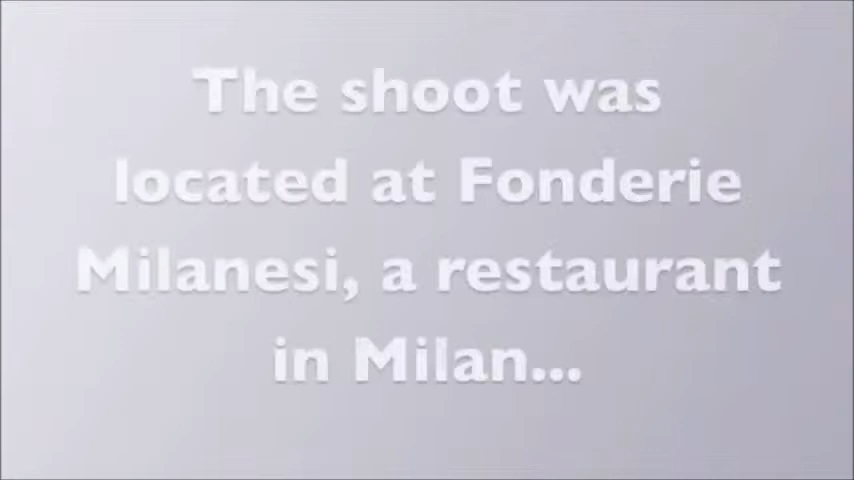 The shoot was
located at Fonderie
Milanesi, a restaurant
in Milan...